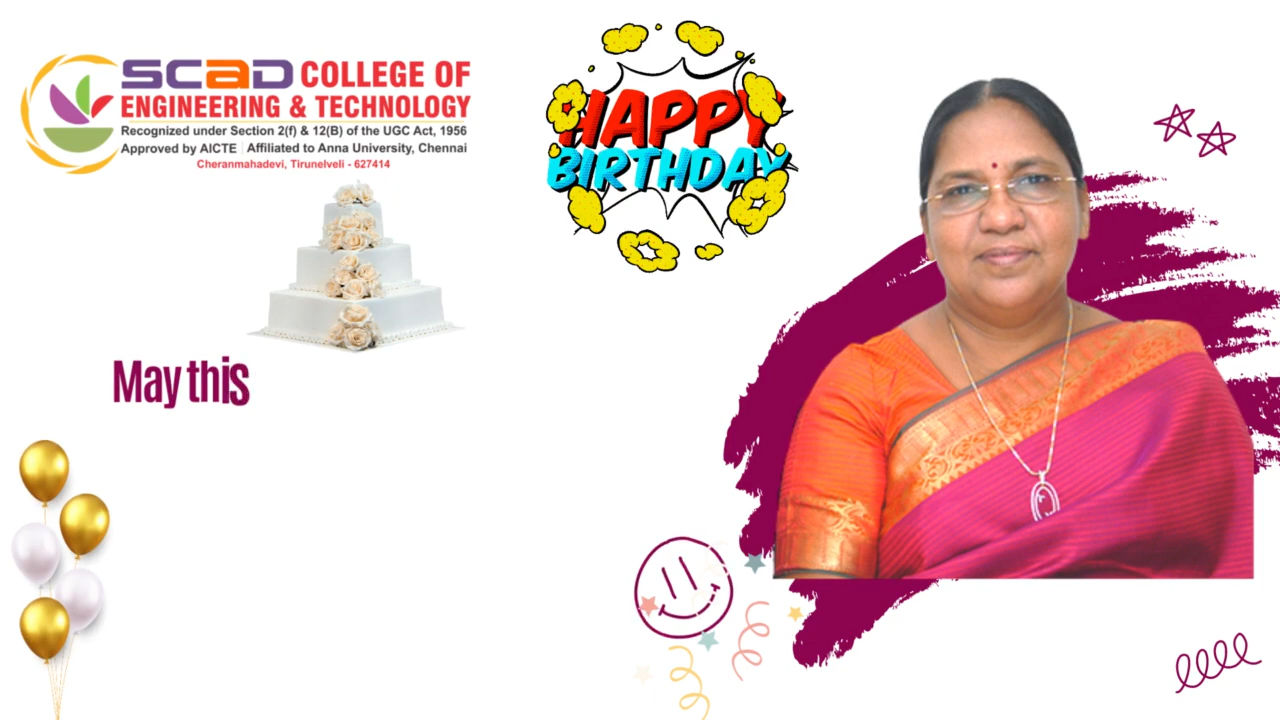 SCAD COLLEGE OF
ENGINEERING & TECHNOLOGY
Recognized under Section 2(f) & 12(B) of the UGC Act, 1956
Approved by AICTE | Affiliated to Anna University, Chennai
Cheranmahadevi, Tirunelveli - 627414
HAPPY
BIRTHDAY
May this